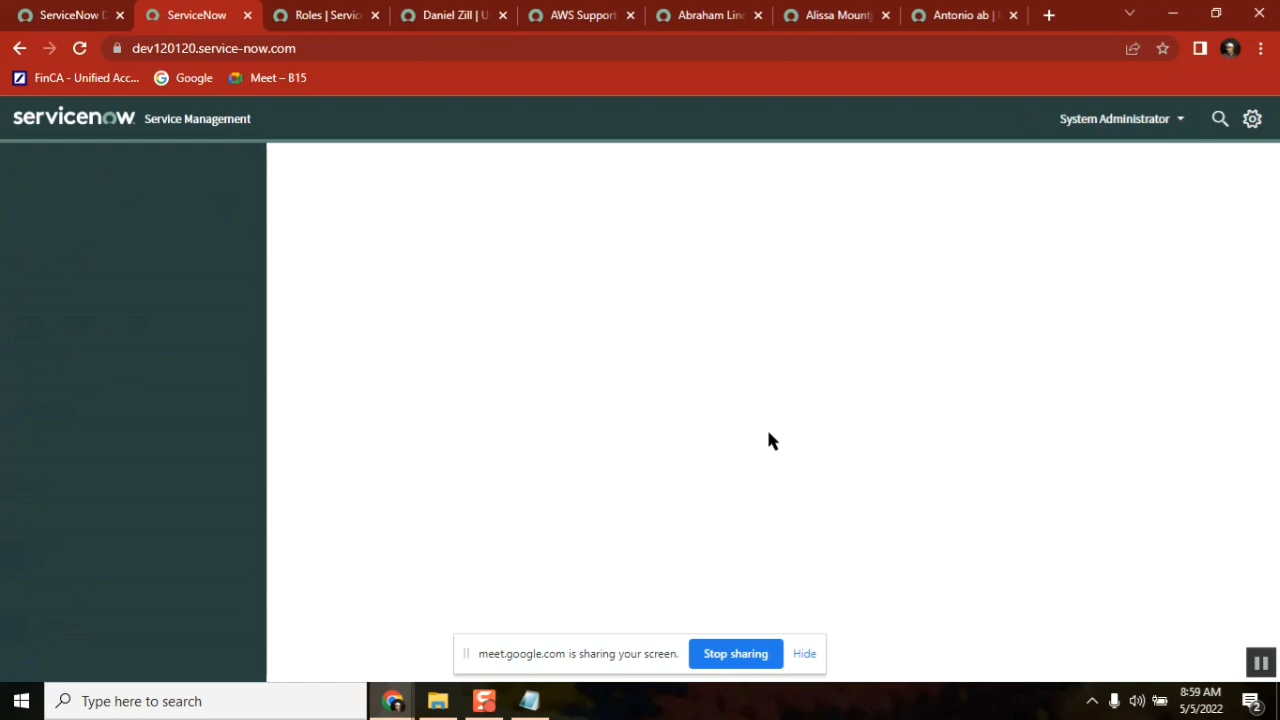 ServiceNow D
ServiceNow
Roles | Servic
Daniel Zill | U
AWS Support
Abraham Linc
Alissa Mountj
Antonio ab |
dev120120.service-now.com
FinCA - Unified Acc...
Google
Meet – B15
servicenow Service Management
System Administrator
meet.google.com is sharing your screen.
Stop sharing
Hide
Type here to search
8:59 AM
5/5/2022
2